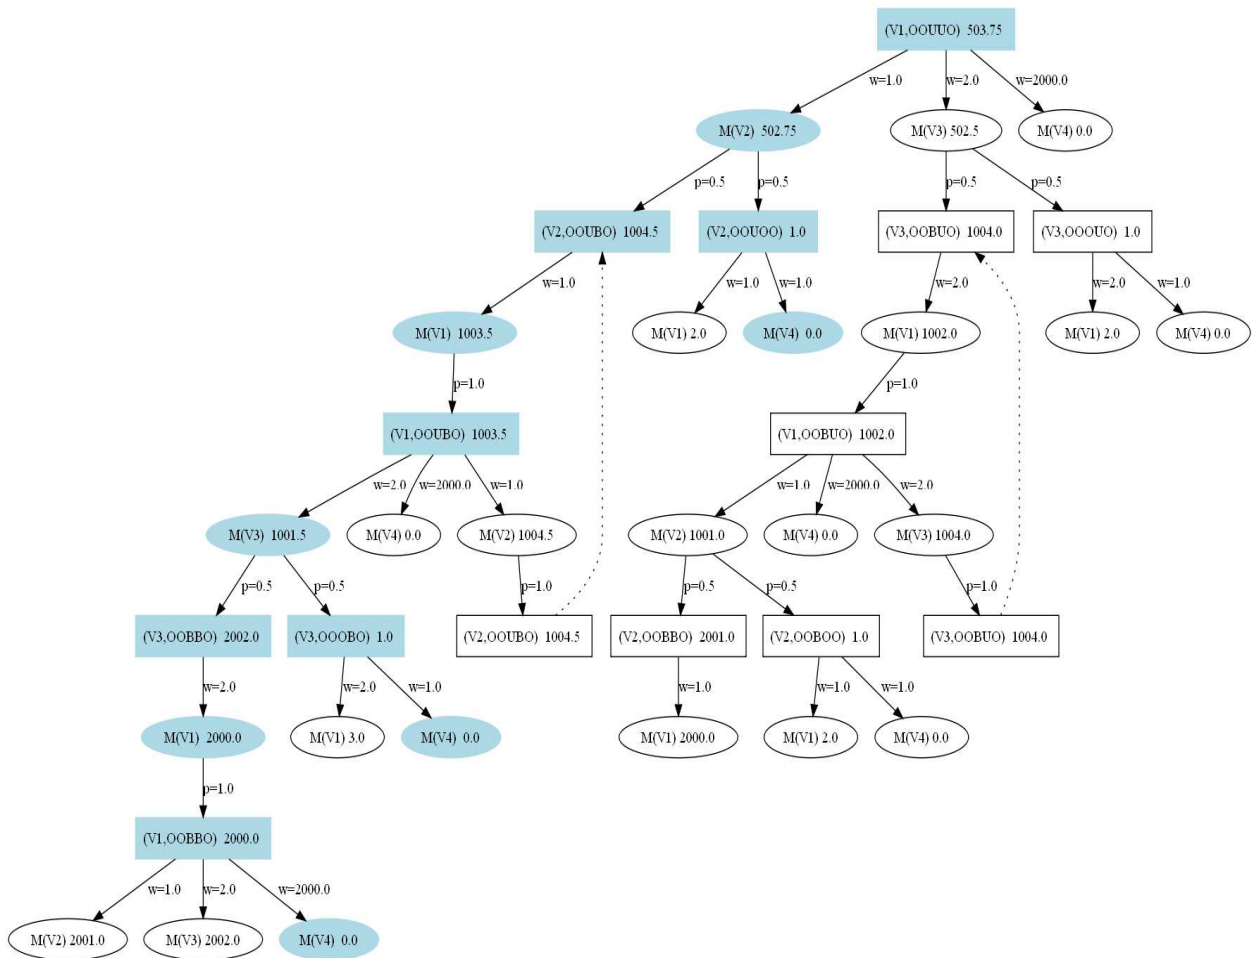 (V1,OOUUO) 503.75
w=1.0
w=2.0
w=2000.0
M(V2) 502.75
M(V3) 502.5
M(V4) 0.0
p=0.5
p=0.5
p=0.5
p=0.5
(V2,OOUBO) 1004.5
(V2,OOUOO) 1.0
(V3,OOBUO) 1004.0
(V3,OOOUO) 1.0
w=1.0
w=1.0
w=1.0
w=2.0
w=2.0
w=1.0
M(V1) 1003.5
M(V1) 2.0
M(V4) 0.0
M(V1) 1002.0
M(V1) 2.0
M(V4) 0.0
p=1.0
p=1.0
(V1,OOUBO) 1003.5
(V1,OOBUO) 1002.0
w=2.0
w=2000.0
w=1.0
w=1.0
w=2000.0
w=2.0
M(V3) 1001.5
M(V4) 0.0
M(V2) 1004.5
M(V2) 1001.0
M(V4) 0.0
M(V3) 1004.0
p=0.5
p=0.5
p=1.0
p=0.5
p=0.5
p=1.0
(V3,OOBBO) 2002.0
(V3,OOOBO) 1.0
(V2,OOUBO) 1004.5
(V2,OOBBO) 2001.0
(V2,OOBOO) 1.0
(V3,OOBUO) 1004.0
w=2.0
w=2.0
w=1.0
w=1.0
w=1.0
w=1.0
M(V1) 2000.0
M(V1) 3.0
M(V4) 0.0
M(V1) 2000.0
M(V1) 2.0
M(V4) 0.0
p=1.0
(V1,OOBBO) 2000.0
w=1.0
w=2.0
w=2000.0
M(V2) 2001.0
M(V3) 2002.0
M(V4) 0.0